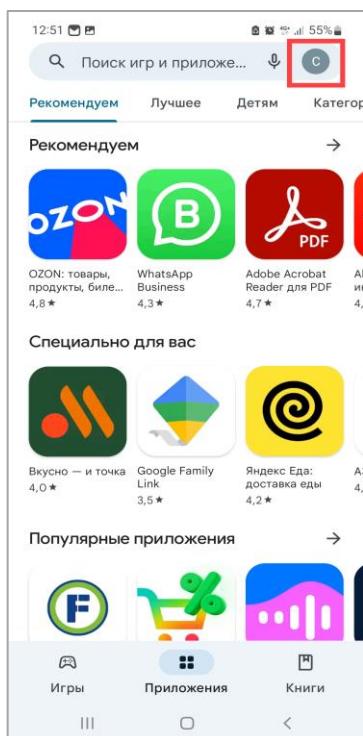 12:51 55%
Поиск игр и приложе... C
Рекомендуем Лучшее Детям Категор
Рекомендуем →
OZON B PDF
OZON: товары, WhatsApp Adobe Acrobat
продукты, биле... Business Reader для PDF
4,8★ 4,3★ 4,7★
Специально для вас
Вкусно — и точка Google Family Яндекс Еда:
4,0★ Link доставка еды
3,5★ 4,2★
Популярные приложения →
F %
Игры Приложения Книги